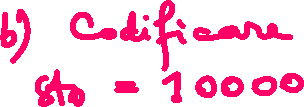 b) Codificare
sto = 10000